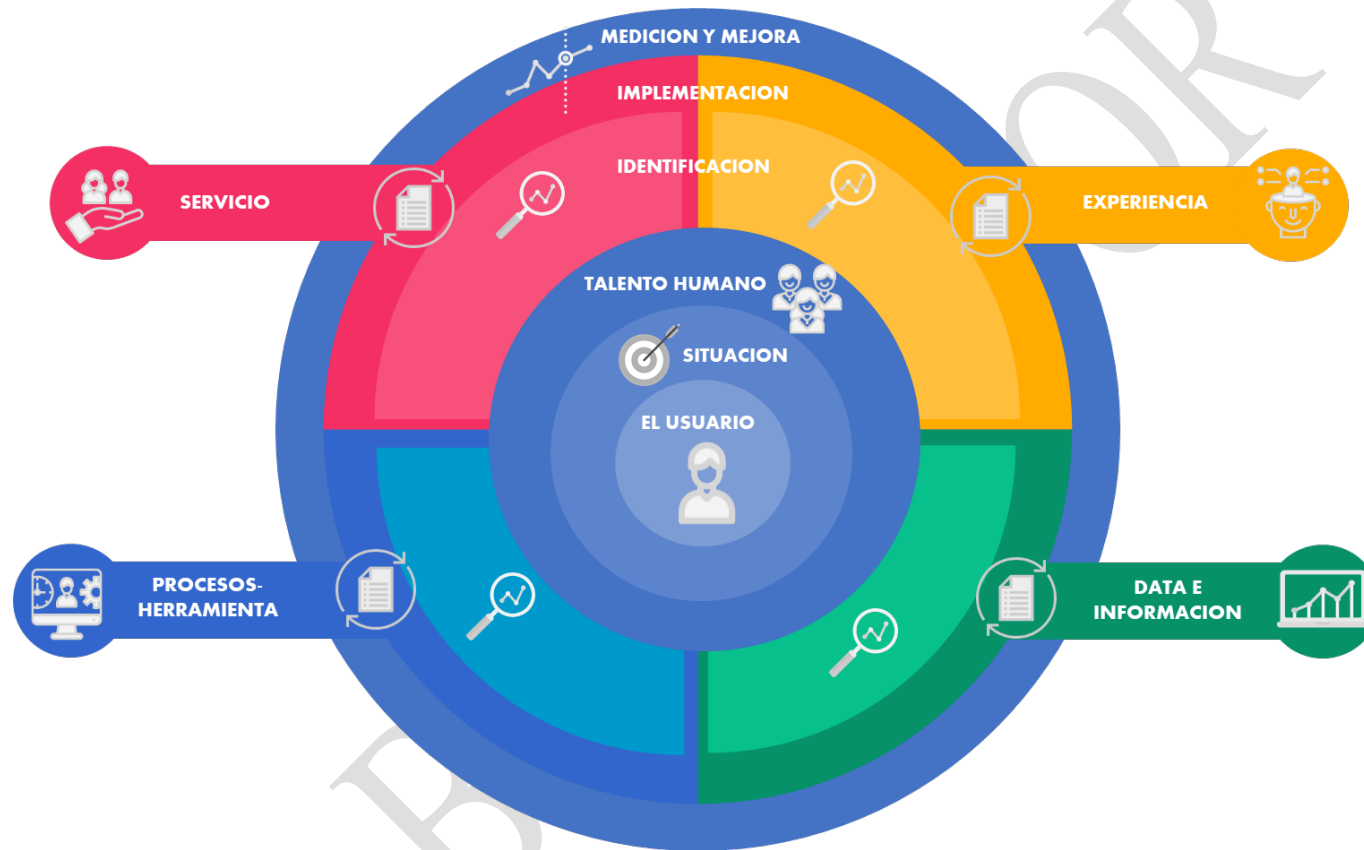 MEDICION Y MEJORA
IMPLEMENTACION
IDENTIFICACION
SERVICIO
EXPERIENCIA
TALENTO HUMANO
SITUACION
EL USUARIO
PROCESOS-
HERRAMIENTA
DATA E
INFORMACION